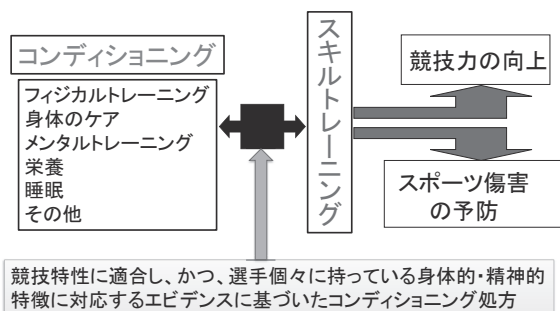 コンディショニング
フィジカルトレーニング
身体のケア
メンタルトレーニング
栄養
睡眠
その他
スキルトレーニング
競技力の向上
スポーツ傷害
の予防
競技特性に適合し、かつ、選手個々に持っている身体的・精神的
特徴に対応するエビデンスに基づいたコンディショニング処方